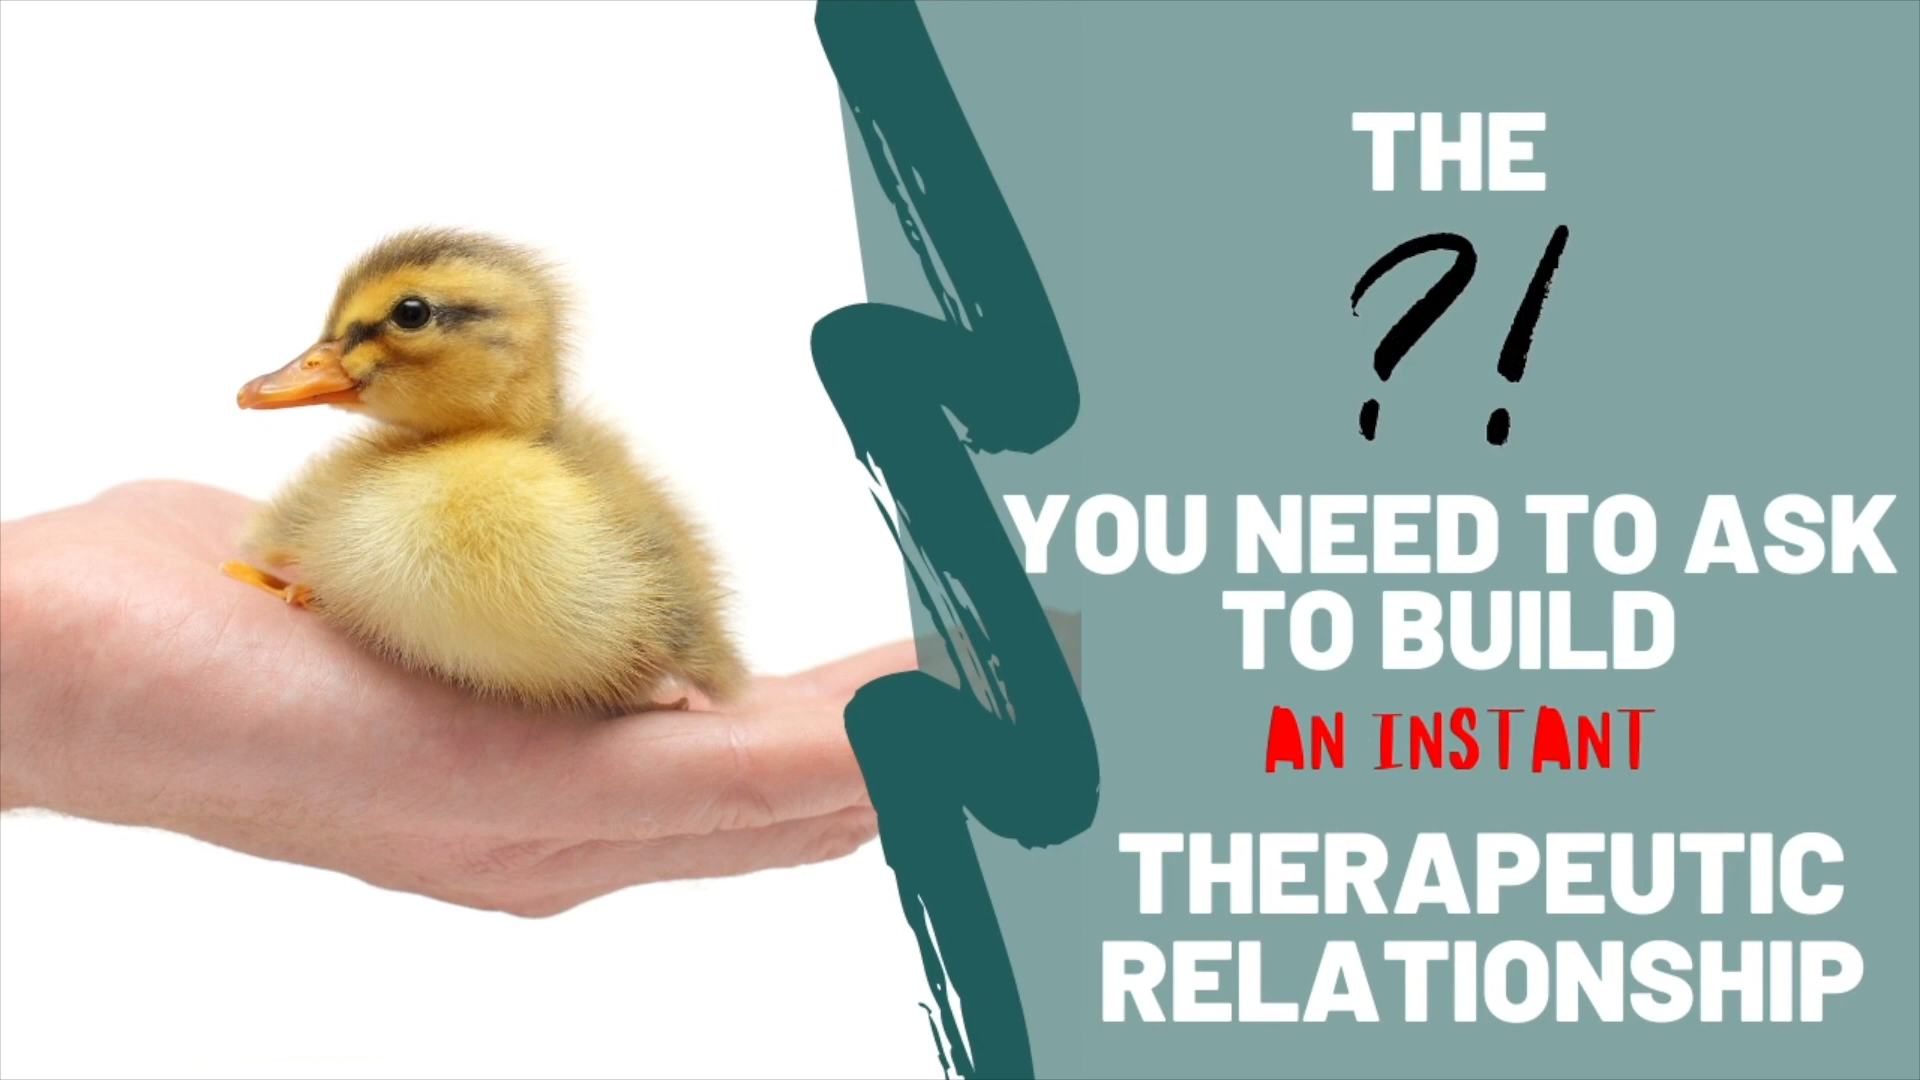 THE
?!
YOU NEED TO ASK
TO BUILD
AN INSTANT
THERAPEUTIC
RELATIONSHIP